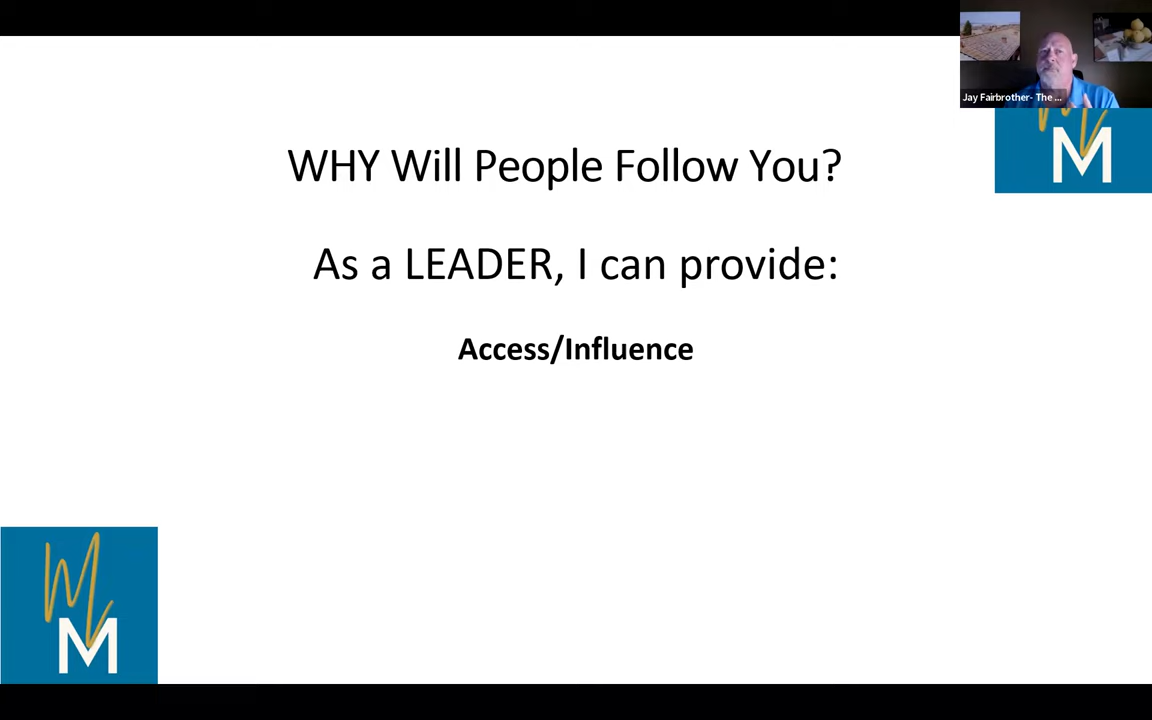 Jay Fairbrother- The ...
WHY Will People Follow You?
M
M
As a LEADER, I can provide:
Access/Influence
M
M